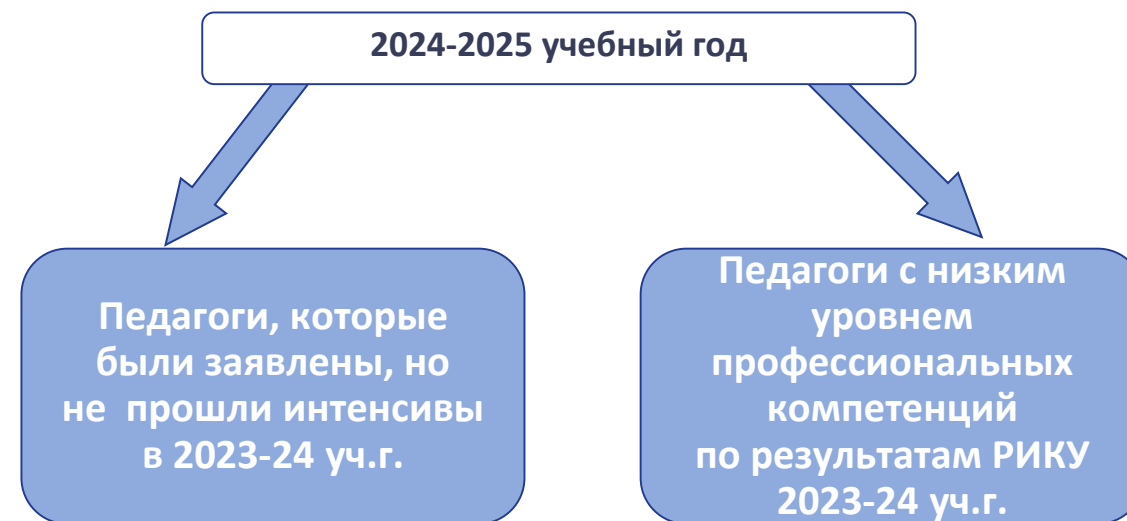 2024-2025 учебный год
Педагоги, которые
были заявлены, но
не прошли интенсивы
в 2023-24 уч.г.
Педагоги с низким
уровнем
профессиональных
компетенций
по результатам РИКУ
2023-24 уч.г.